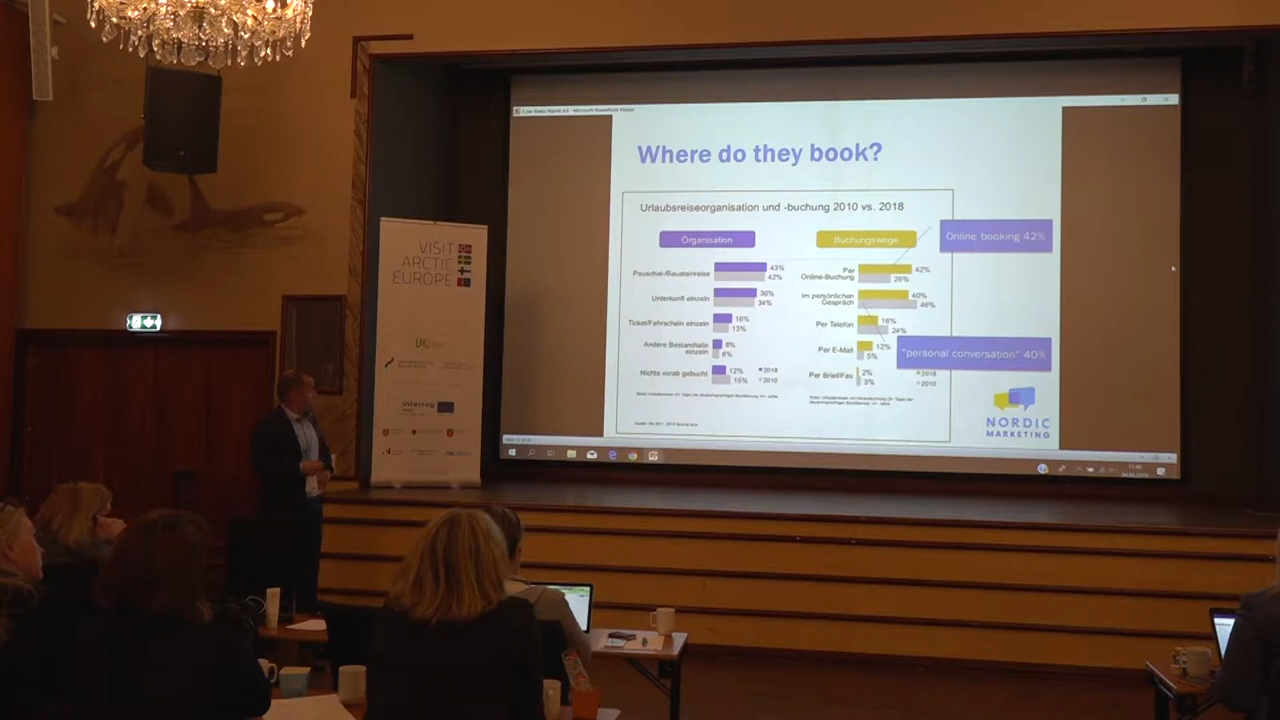 Where do they book?
Urlaubsreiseorganisation und -buchung 2010 vs. 2018
Organisation
Pauschal-/Bausteinreise 43% 42%
Unterkunft einzeln 36% 34%
Ticket/Fahrschein einzeln 16% 13%
Andere Bestandteile
einzeln 8% 6%
Nichts vorab gebucht 12% 15%
2018
2010
Buchungswege
Per
Online-Buchung 42% 26%
Im persönlichen
Gespräch 40% 46%
Per Telefon 16% 24%
Per E-Mail 12% 5%
Per Brief/Fax 2% 3%
2018
2010
Online booking 42%
"personal conversation" 40%
NORDIC
MARKETING
VISIT
ARCTIC
EUROPE
Interreg